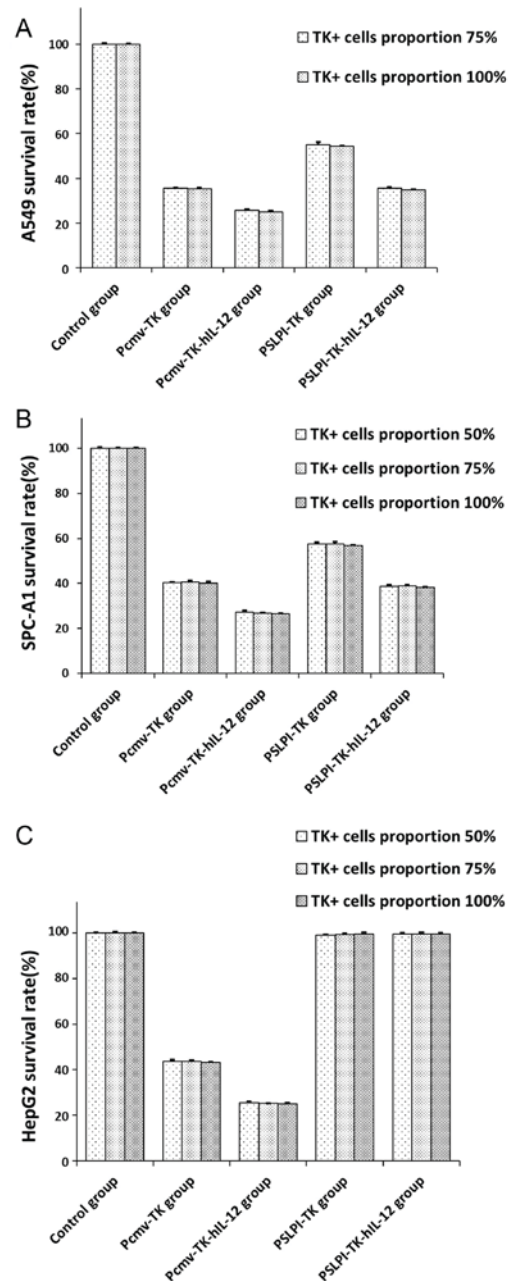 A
TK+ cells proportion 75%
TK+ cells proportion 100%
A549 survival rate(%)
100
80
60
40
20
0
Control group
Pcmv-TK group
Pcmv-TK-hIL-12 group
PSLPI-TK group
PSLPI-TK-hIL-12 group
B
TK+ cells proportion 50%
TK+ cells proportion 75%
TK+ cells proportion 100%
SPC-A1 survival rate(%)
100
80
60
40
20
0
Control group
Pcmv-TK group
Pcmv-TK-hIL-12 group
PSLPI-TK group
PSLPI-TK-hIL-12 group
C
TK+ cells proportion 50%
TK+ cells proportion 75%
TK+ cells proportion 100%
HepG2 survival rate(%)
100
80
60
40
20
0
Control group
Pcmv-TK group
Pcmv-TK-hIL-12 group
PSLPI-TK group
PSLPI-TK-hIL-12 group